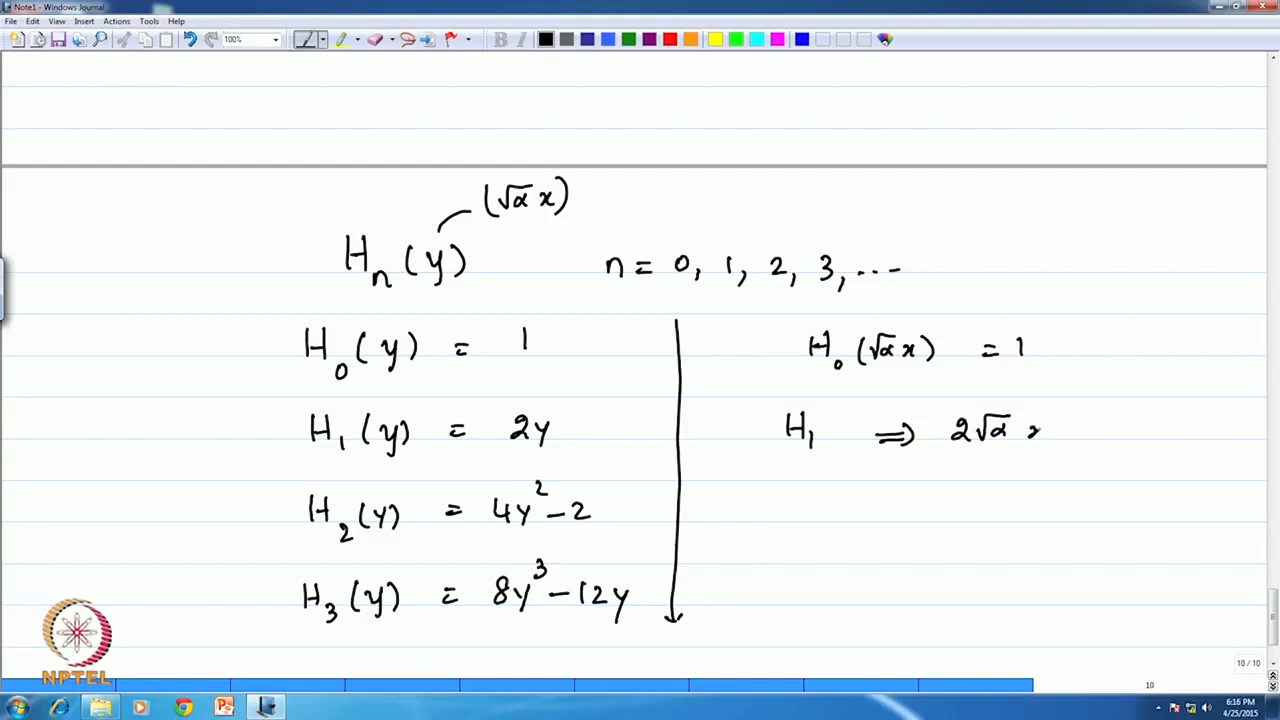 Note1 - Windows Journal
File Edit View Insert Actions Tools Help
100%
(√α x)
Hₙ(y)   n = 0, 1, 2, 3, ...
H₀(y) = 1   H₀(√α x) = 1
H₁(y) = 2y   H₁ ⇒ 2√α x
H₂(y) = 4y² - 2
H₃(y) = 8y³ - 12y
NPTEL
10 / 10
10
6:16 PM
4/25/2015